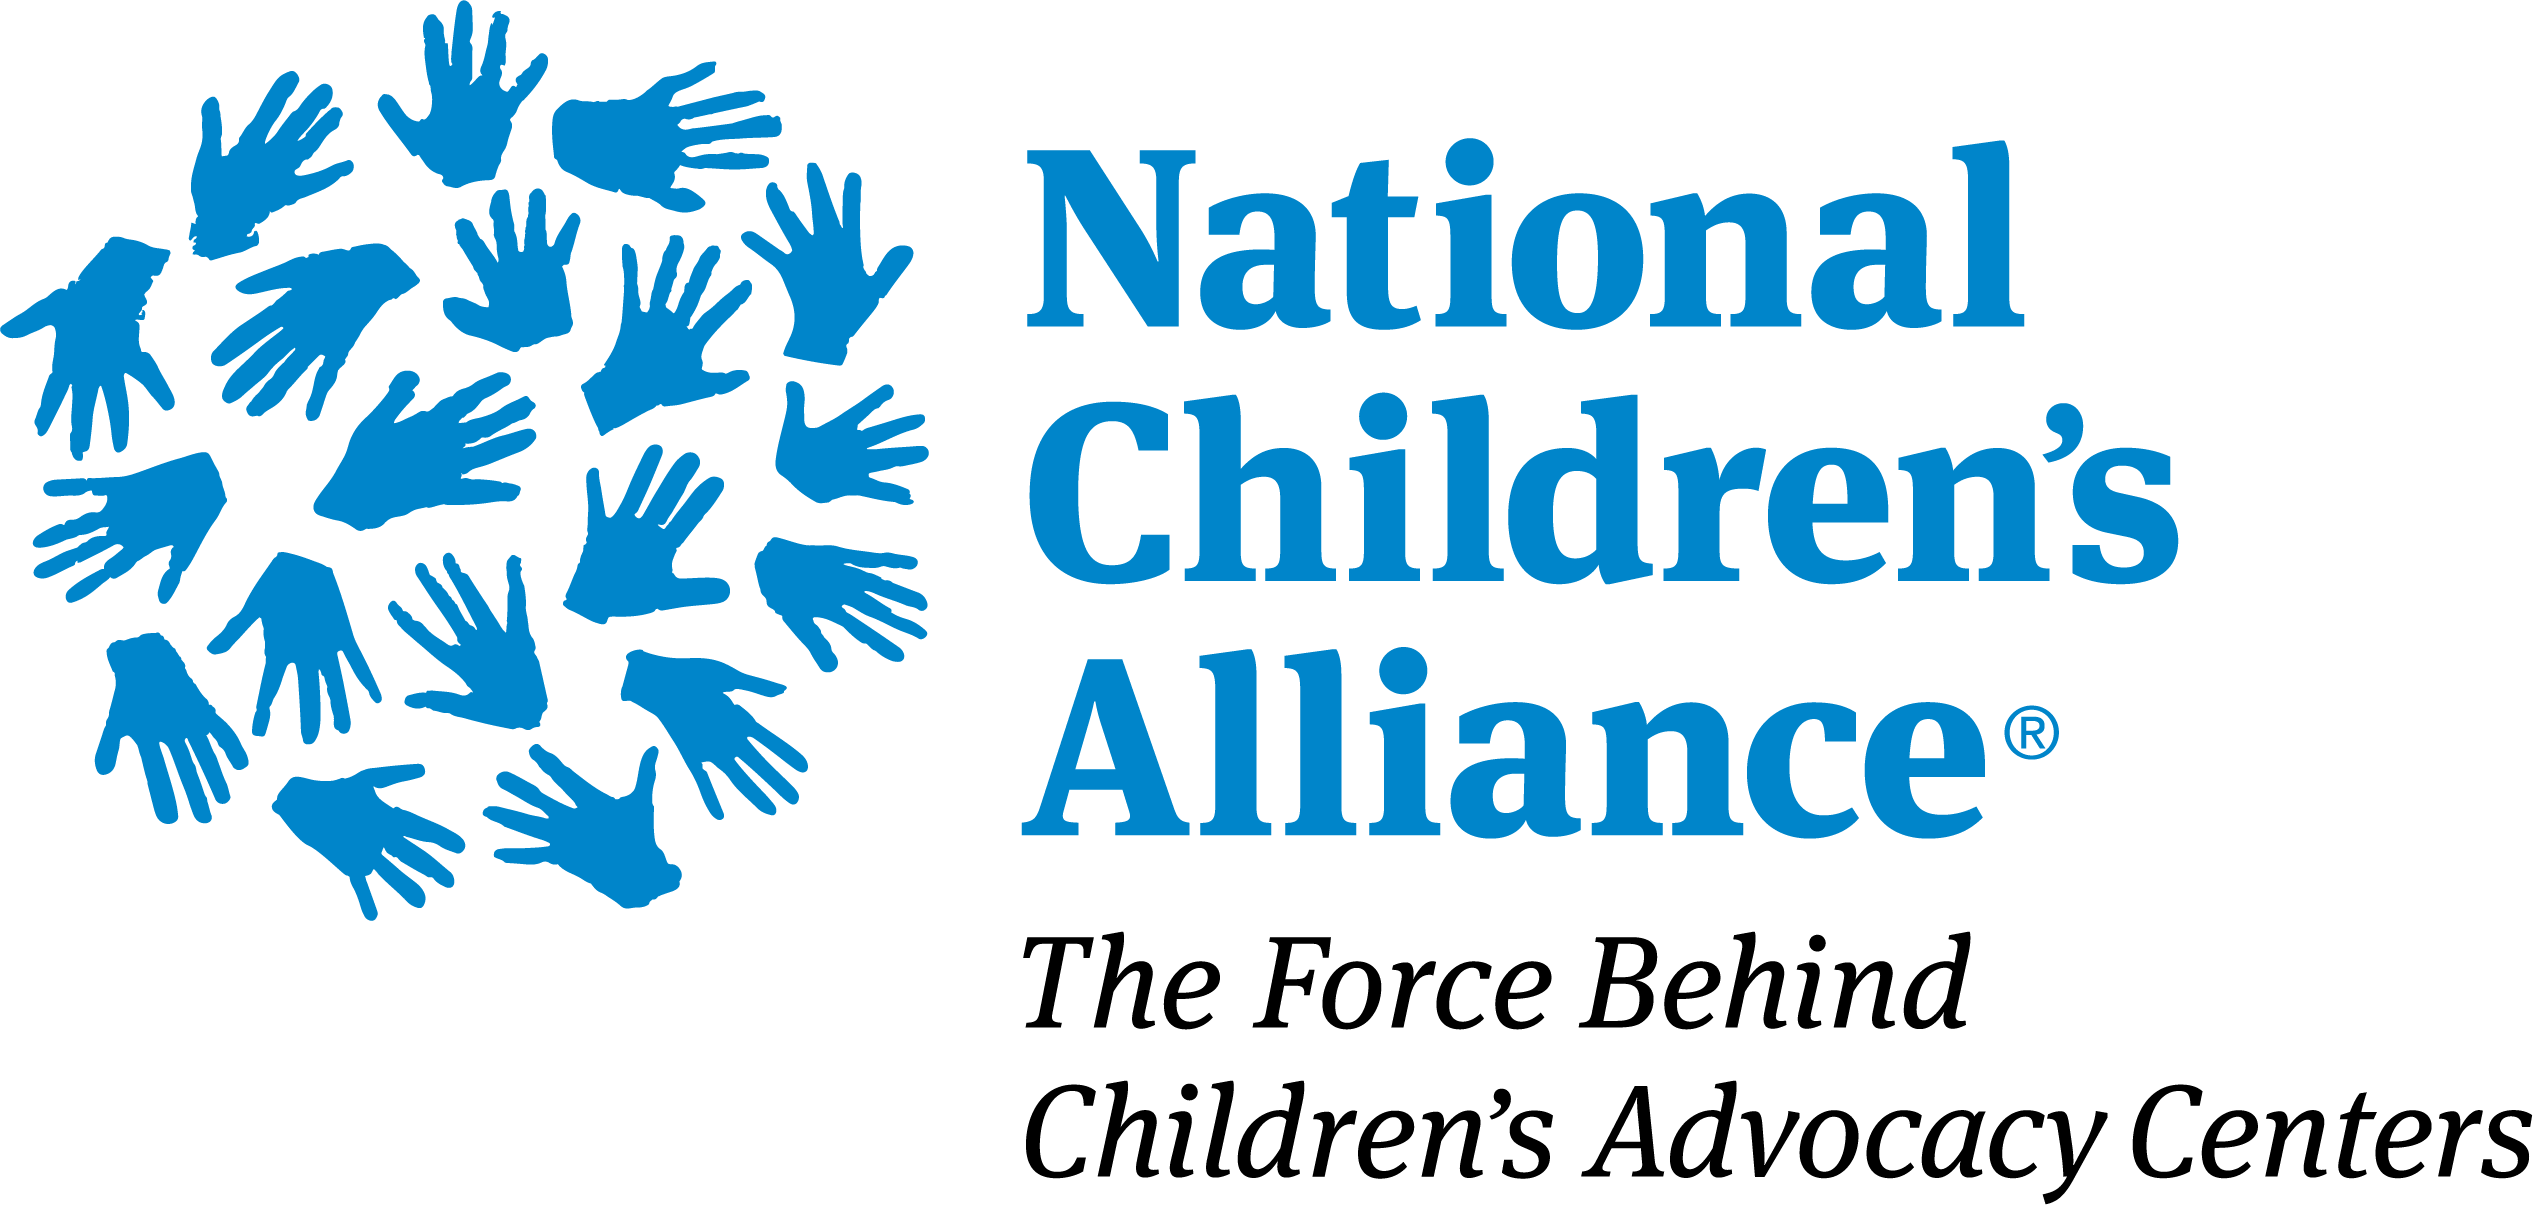 National
Children’s
Alliance®
The Force Behind
Children’s Advocacy Centers